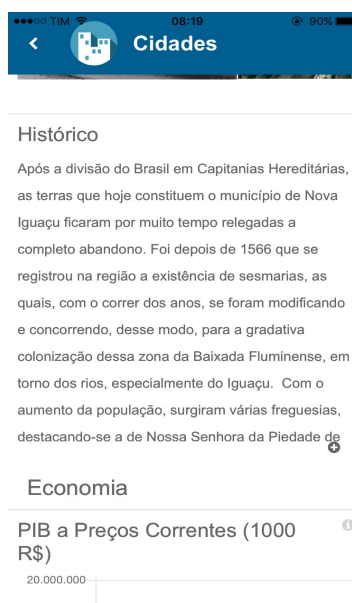 TIM 08:19 90%
Cidades
Histórico
Após a divisão do Brasil em Capitanias Hereditárias,
as terras que hoje constituem o município de Nova
Iguaçu ficaram por muito tempo relegadas a
completo abandono. Foi depois de 1566 que se
registrou na região a existência de sesmarias, as
quais, com o correr dos anos, se foram modificando
e concorrendo, desse modo, para a gradativa
colonização dessa zona da Baixada Fluminense, em
torno dos rios, especialmente do Iguaçu. Com o
aumento da população, surgiram várias freguesias,
destacando-se a de Nossa Senhora da Piedade de
Economia
PIB a Preços Correntes (1000
R$)
20.000.000